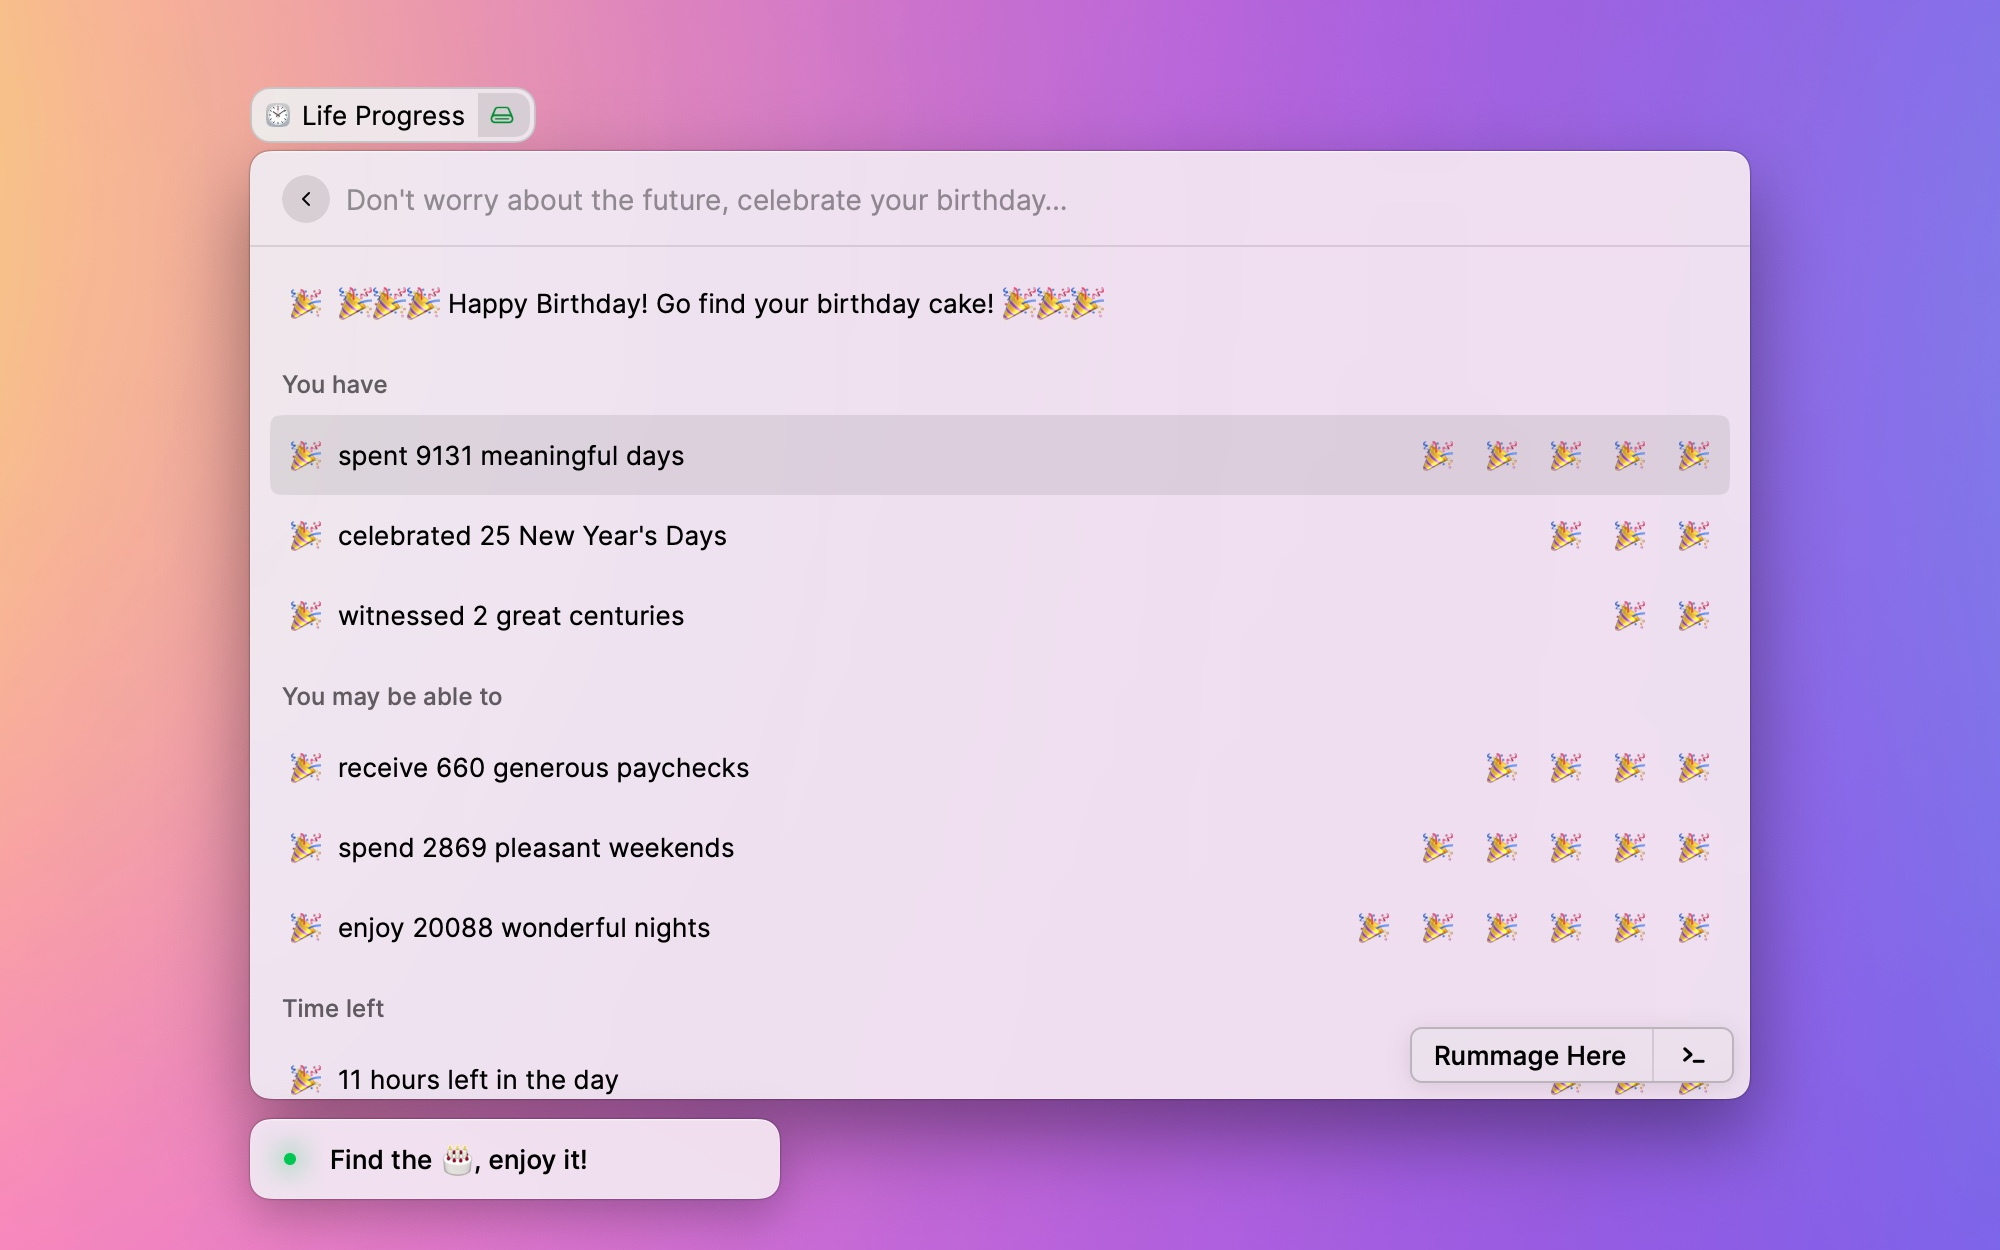 Life Progress
Don't worry about the future, celebrate your birthday...
🎉 🎉🎉🎉 Happy Birthday! Go find your birthday cake! 🎉🎉🎉
You have
🎉 spent 9131 meaningful days 🎉 🎉 🎉 🎉 🎉
🎉 celebrated 25 New Year's Days 🎉 🎉 🎉
🎉 witnessed 2 great centuries 🎉 🎉
You may be able to
🎉 receive 660 generous paychecks 🎉 🎉 🎉 🎉
🎉 spend 2869 pleasant weekends 🎉 🎉 🎉 🎉 🎉
🎉 enjoy 20088 wonderful nights 🎉 🎉 🎉 🎉 🎉 🎉
Time left
Rummage Here >_
🎉 11 hours left in the day 🎉 🎉 🎉
Find the 🎂, enjoy it!